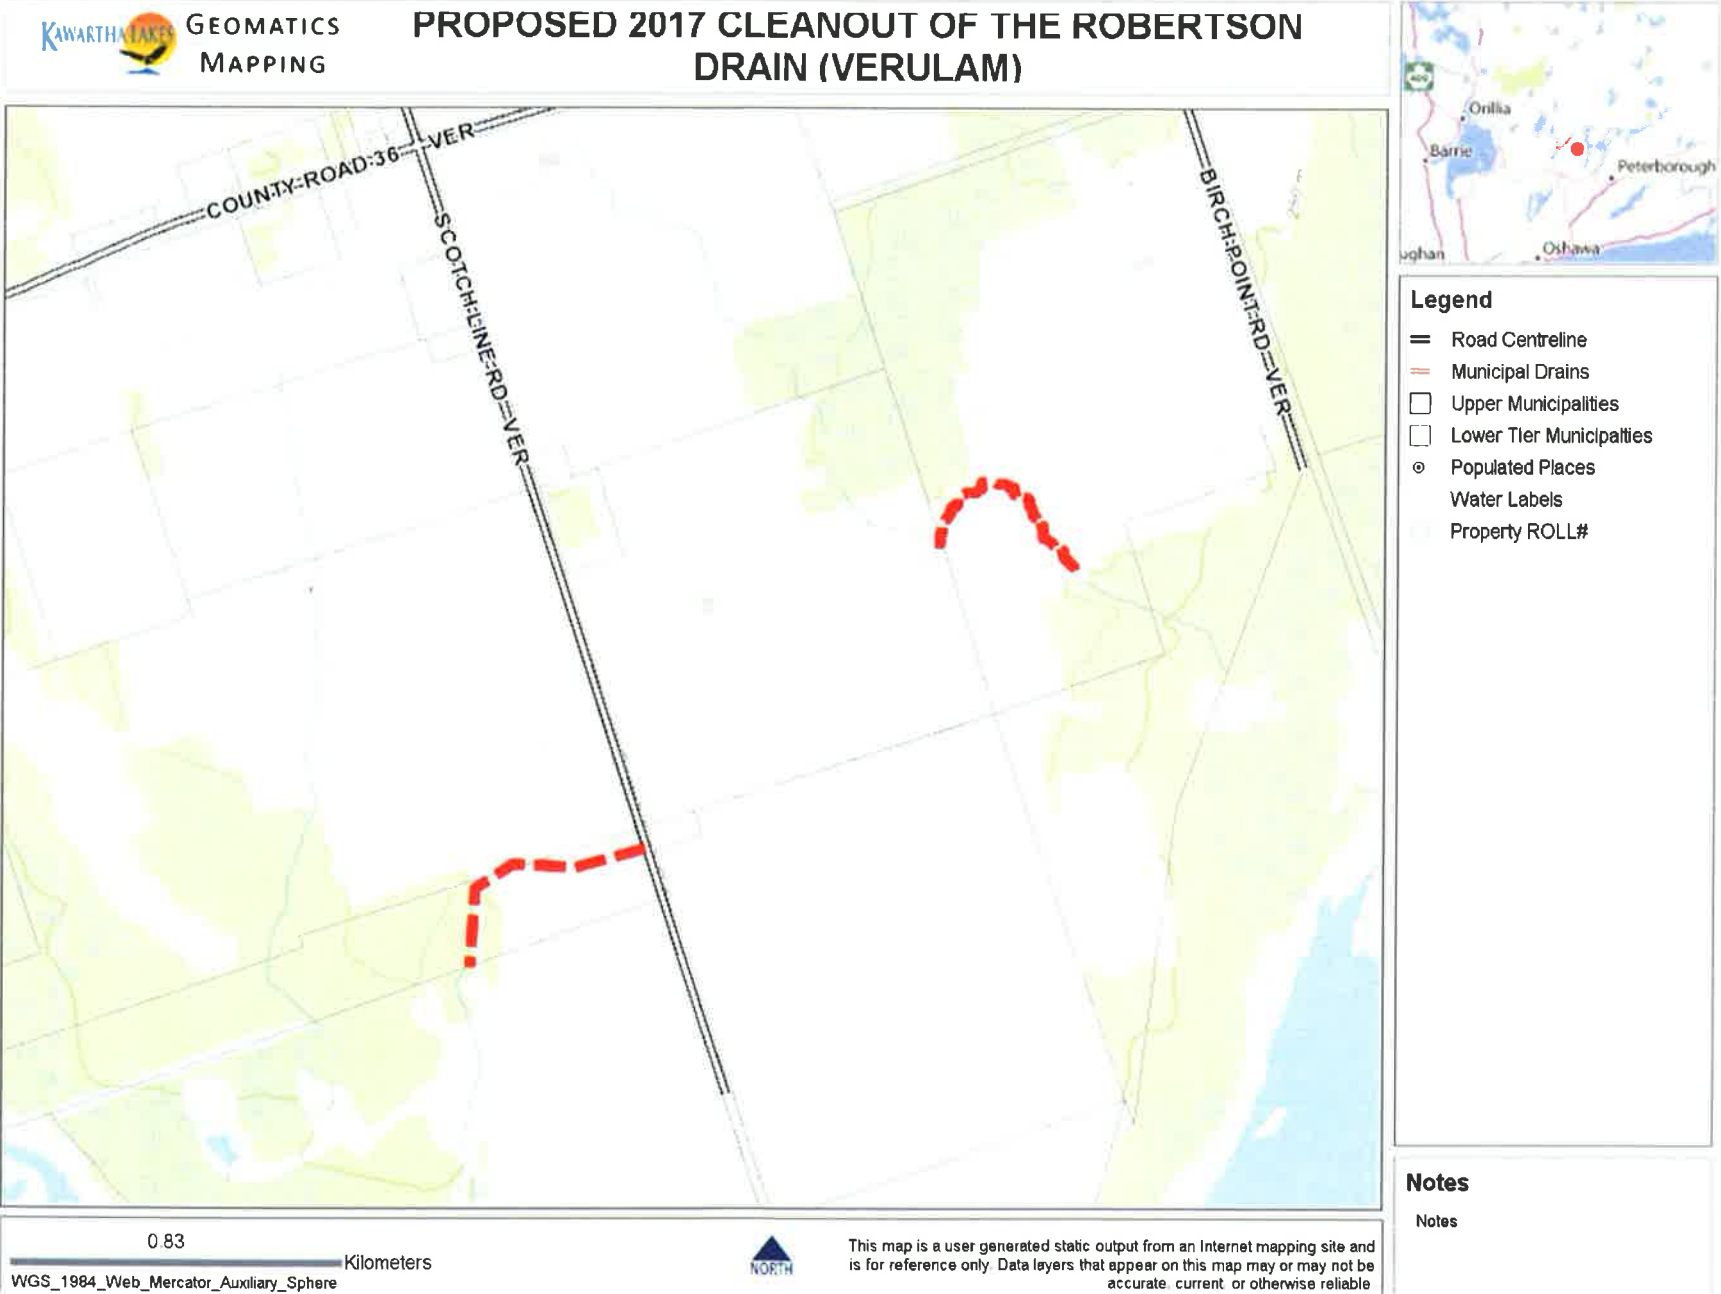 KAWARTHA LAKES
GEOMATICS
MAPPING
PROPOSED 2017 CLEANOUT OF THE ROBERTSON
DRAIN (VERULAM)
COUNTY ROAD 36 VER
SCOTCH LINE RD VER
BIRCH POINT RD VER
400
Orillia
Barrie
Peterborough
Oshawa
ughan
Legend
Road Centreline
Municipal Drains
Upper Municipalities
Lower Tier Municipalties
Populated Places
Water Labels
Property ROLL#
Notes
Notes
0.83
Kilometers
WGS_1984_Web_Mercator_Auxiliary_Sphere
NORTH
This map is a user generated static output from an Internet mapping site and
is for reference only. Data layers that appear on this map may or may not be
accurate, current, or otherwise reliable